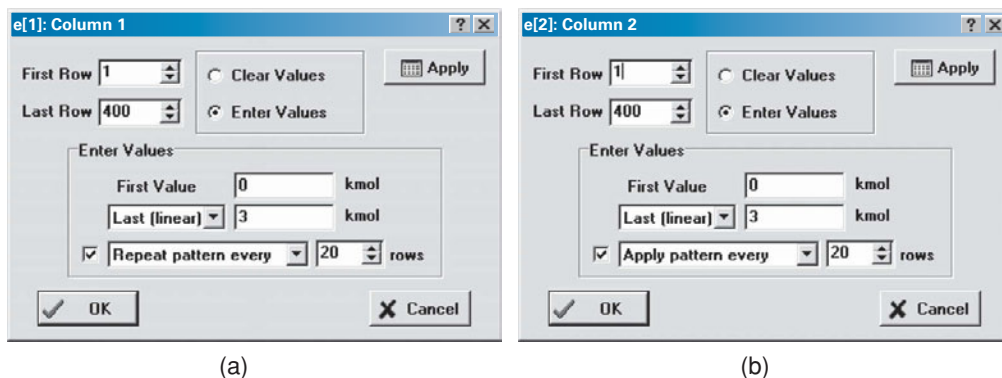 e[1]: Column 1
First Row 1
Clear Values
Apply
Last Row 400
Enter Values
Enter Values
First Value 0 kmol
Last (linear) 3 kmol
Repeat pattern every 20 rows
OK
Cancel
(a)
e[2]: Column 2
First Row 1
Clear Values
Apply
Last Row 400
Enter Values
Enter Values
First Value 0 kmol
Last (linear) 3 kmol
Apply pattern every 20 rows
OK
Cancel
(b)